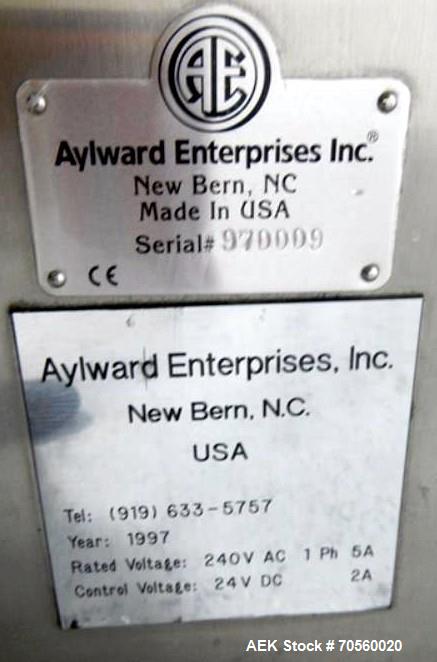 AE
Aylward Enterprises Inc.®
New Bern, NC
Made In USA
Serial# 970009
CE
Aylward Enterprises, Inc.
New Bern, N.C.
USA
Tel: (919) 633-5757
Year: 1997
Rated Voltage: 240V AC 1 Ph 5A
Control Voltage: 24V DC 2A
AEK Stock # 70560020